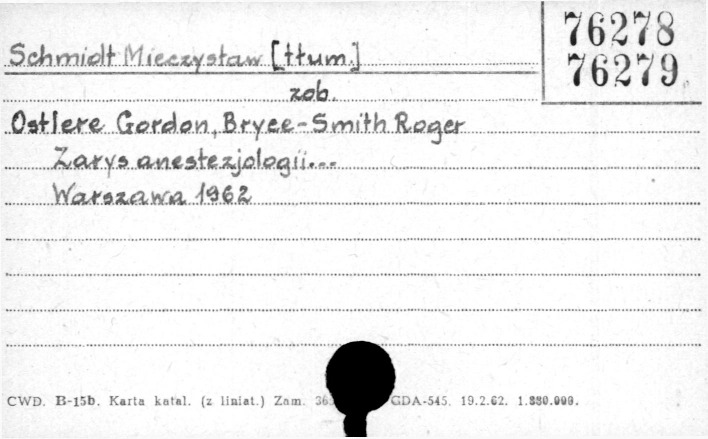 76278
76279
Schmidt Mieczysław [tłum.]
zob.
Ostlere Gordon, Bryce-Smith Roger
Zarys anestezjologii...
Warszawa 1962
CWD. B-15b. Karta katal. (z liniat.) Zam. GDA-545. 19.2.62. 1.880.000.